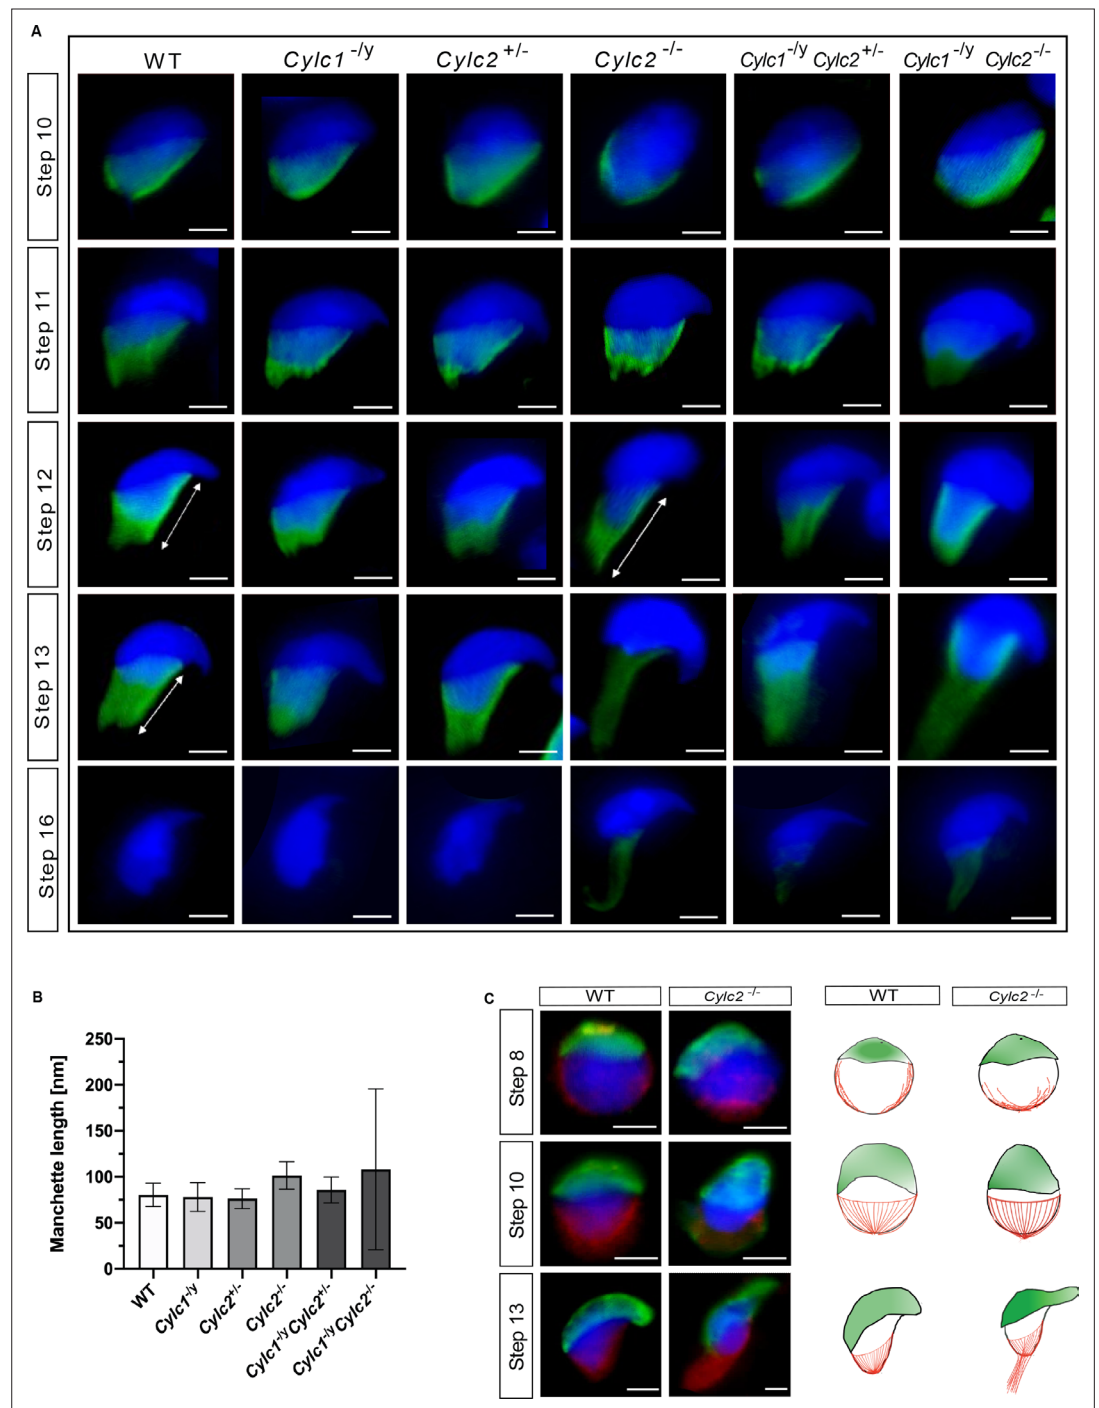 A
WT Cylc1 -/y Cylc2 +/- Cylc2 -/- Cylc1 -/y Cylc2 +/- Cylc1 -/y Cylc2 -/-
Step 10
Step 11
Step 12
Step 13
Step 16
B
Manchette length [nm]
250
200
150
100
50
0
WT
Cylc1-/y
Cylc2+/-
Cylc2-/-
Cylc1-/y Cylc2+/-
Cylc1-/y Cylc2-/-
C
WT Cylc2 -/- WT Cylc2 -/-
Step 8
Step 10
Step 13